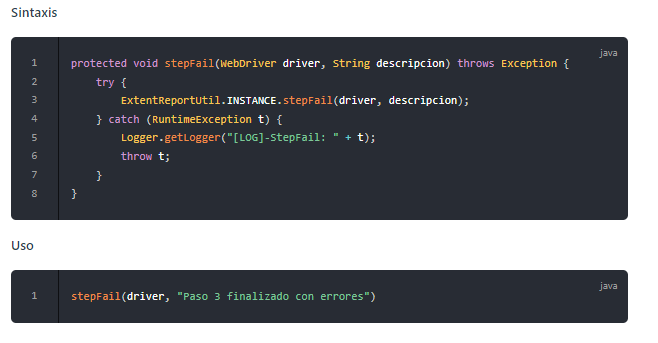 Sintaxis
java
1 protected void stepFail(WebDriver driver, String descripcion) throws Exception {
2 try {
3 ExtentReportUtil.INSTANCE.stepFail(driver, descripcion);
4 } catch (RuntimeException t) {
5 Logger.getLogger("[LOG]-StepFail: " + t);
6 throw t;
7 }
8 }
Uso
java
1 stepFail(driver, "Paso 3 finalizado con errores")